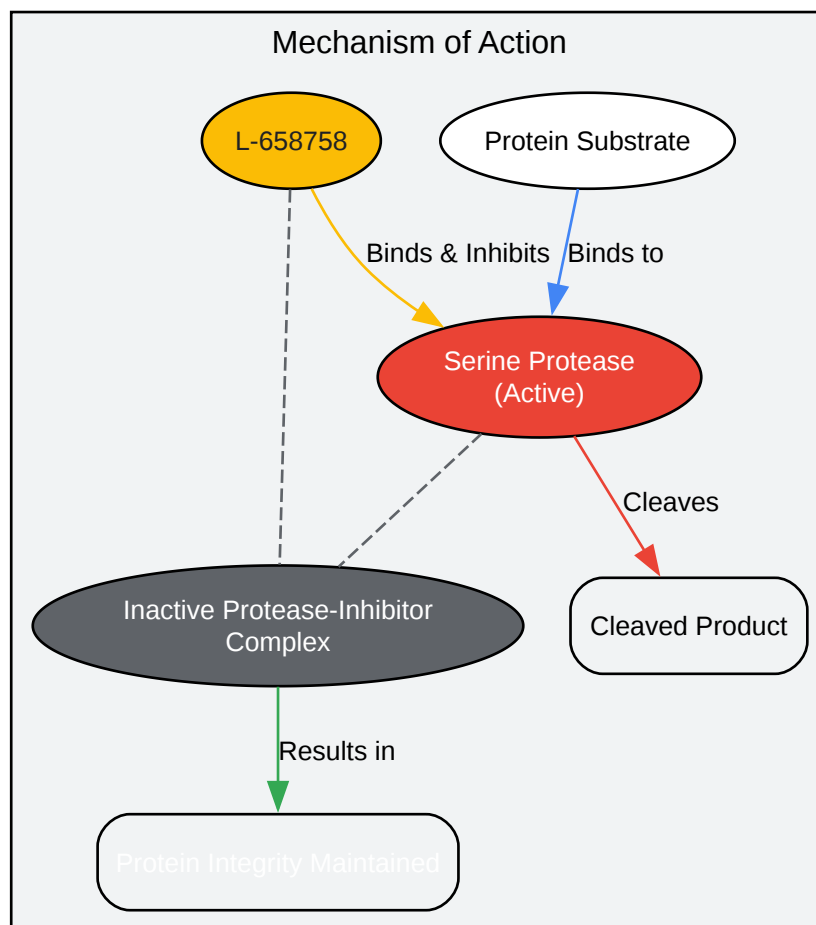 Mechanism of Action
L-658758
Protein Substrate
Binds & Inhibits
Binds to
Serine Protease
(Active)
Cleaves
Inactive Protease-Inhibitor
Complex
Cleaved Product
Results in
Protein Integrity Maintained